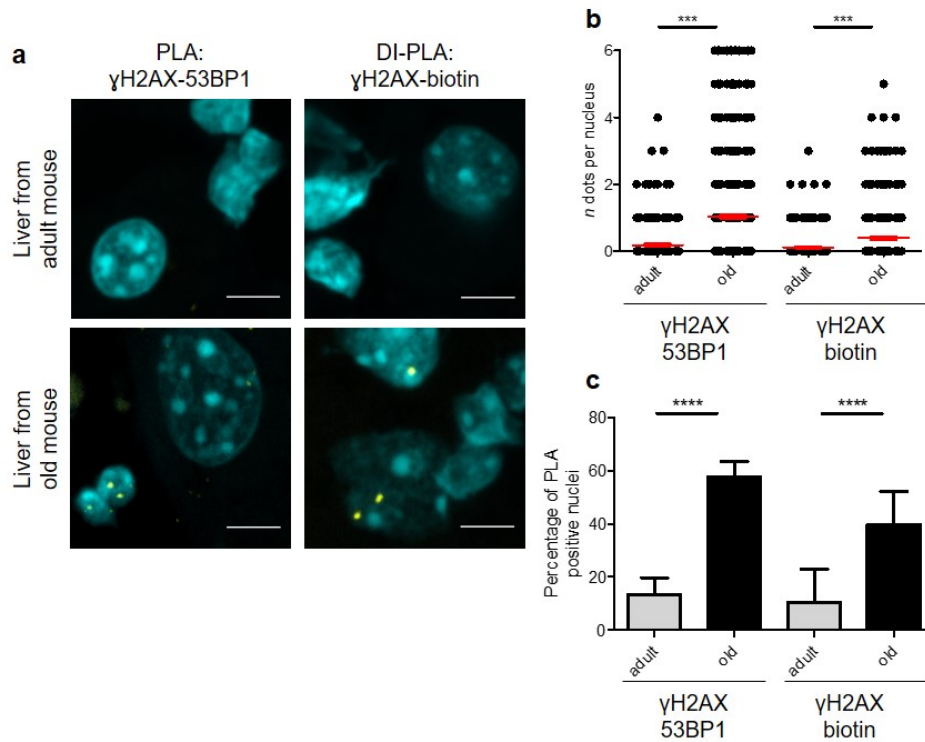 a
PLA:
ɣH2AX-53BP1
DI-PLA:
ɣH2AX-biotin
Liver from
adult mouse
Liver from
old mouse
b
n dots per nucleus
6
4
2
0
***
***
adult
old
adult
old
γH2AX
53BP1
γH2AX
biotin
c
Percentage of PLA
positive nuclei
80
60
40
20
0
****
****
adult
old
adult
old
γH2AX
53BP1
γH2AX
biotin